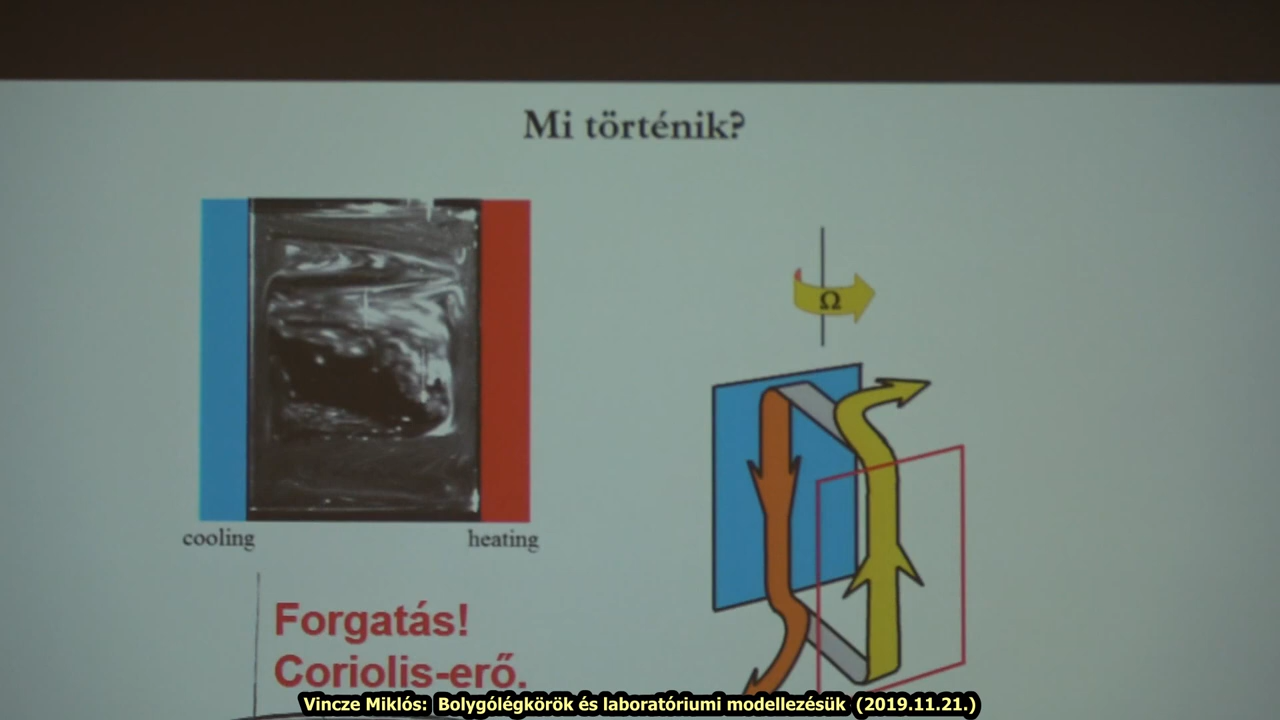 Mi történik?
Ω
cooling
heating
Forgatás!
Coriolis-erő.
Vincze Miklós: Bolygólégkörök és laboratóriumi modellezésük (2019.11.21.)